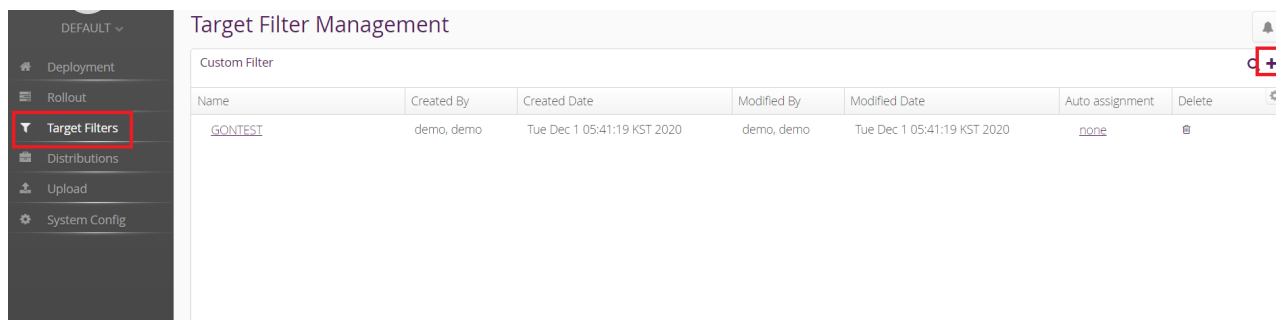 DEFAULT
Target Filter Management
Deployment
Rollout
Target Filters
Distributions
Upload
System Config
Custom Filter
Name Created By Created Date Modified By Modified Date Auto assignment Delete
GONTEST demo, demo Tue Dec 1 05:41:19 KST 2020 demo, demo Tue Dec 1 05:41:19 KST 2020 none